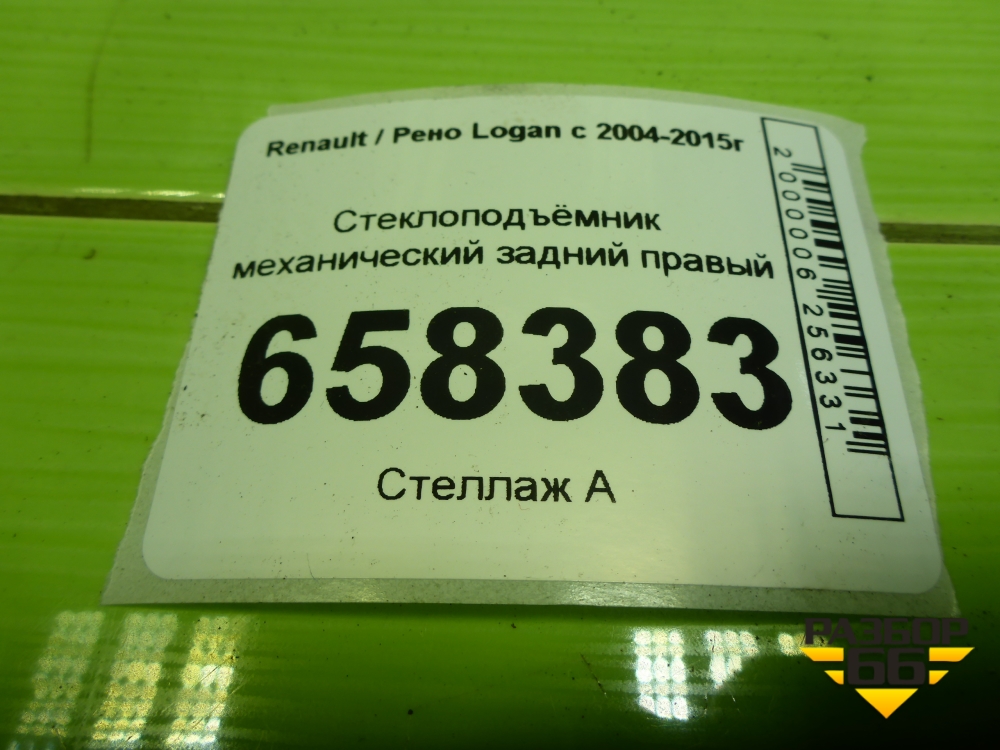 Renault / Рено Logan с 2004-2015г
Стеклоподъёмник
механический задний правый
658383
Стеллаж А
2000006256331
РАЗБОР
66